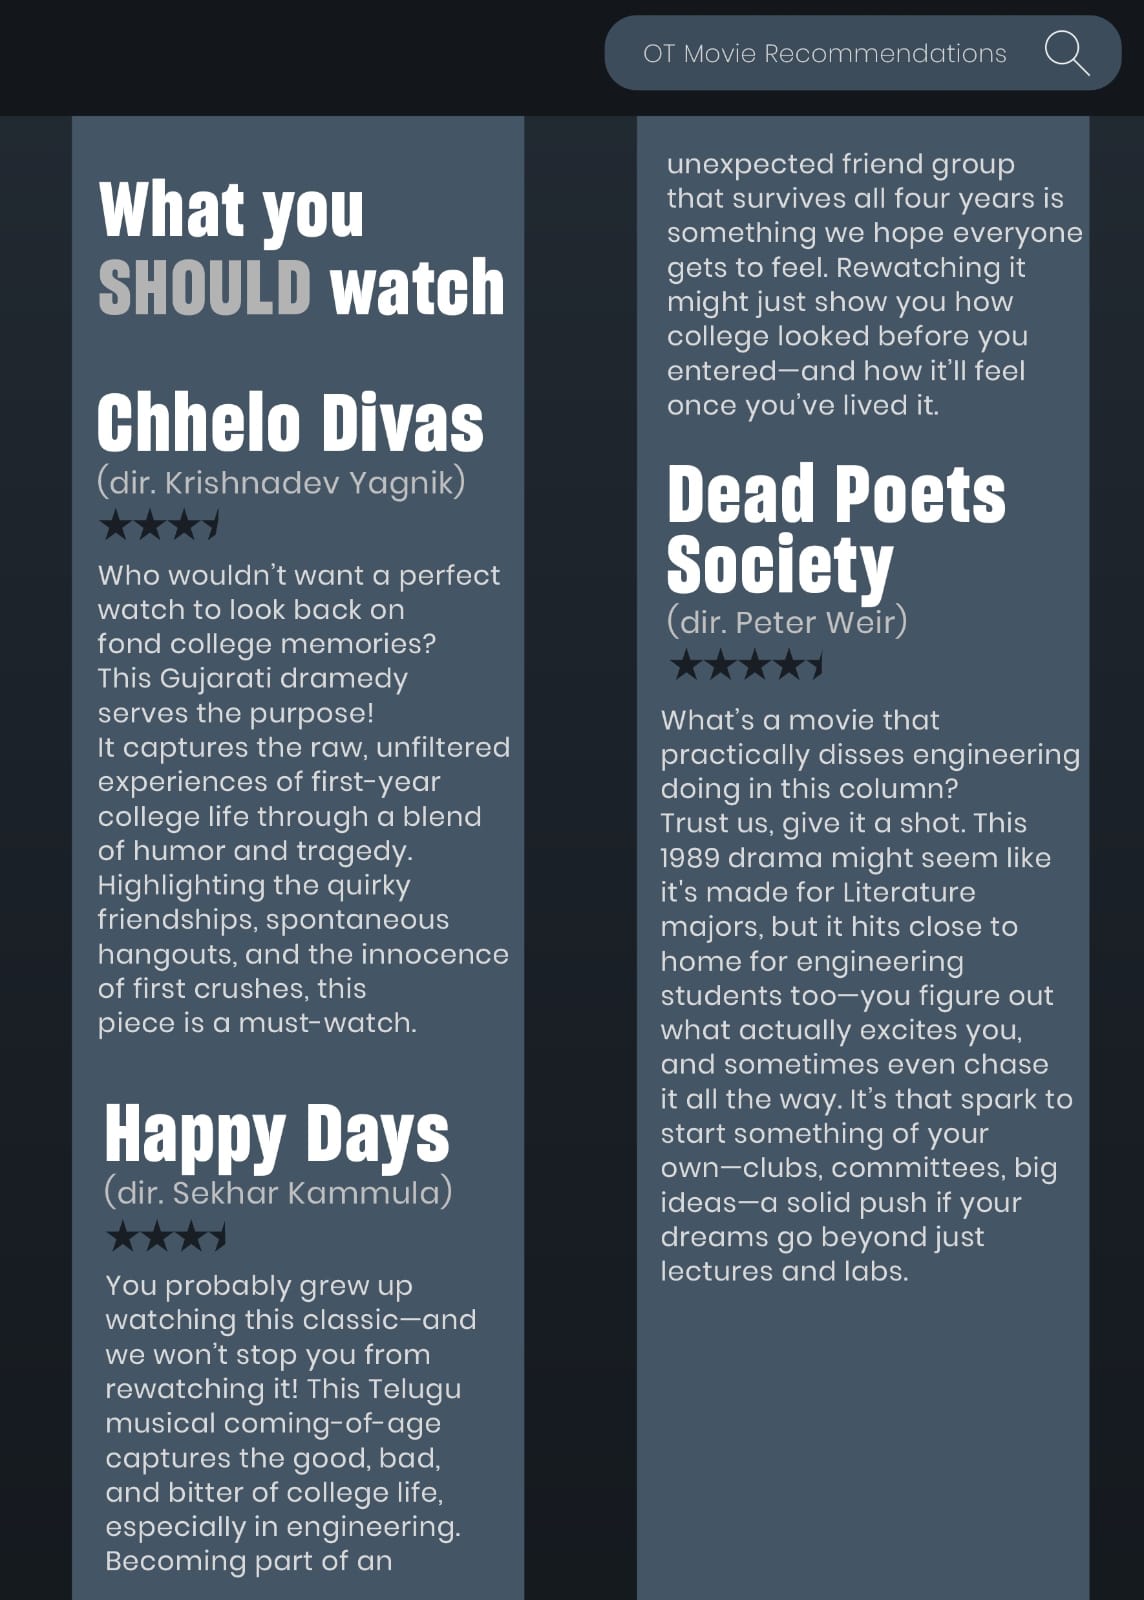 OT Movie Recommendations
What you
SHOULD watch
Chhelo Divas
(dir. Krishnadev Yagnik)
Who wouldn’t want a perfect
watch to look back on
fond college memories?
This Gujarati dramedy
serves the purpose!
It captures the raw, unfiltered
experiences of first-year
college life through a blend
of humor and tragedy.
Highlighting the quirky
friendships, spontaneous
hangouts, and the innocence
of first crushes, this
piece is a must-watch.
Happy Days
(dir. Sekhar Kammula)
You probably grew up
watching this classic—and
we won’t stop you from
rewatching it! This Telugu
musical coming-of-age
captures the good, bad,
and bitter of college life,
especially in engineering.
Becoming part of an
unexpected friend group
that survives all four years is
something we hope everyone
gets to feel. Rewatching it
might just show you how
college looked before you
entered—and how it’ll feel
once you’ve lived it.
Dead Poets
Society
(dir. Peter Weir)
What’s a movie that
practically disses engineering
doing in this column?
Trust us, give it a shot. This
1989 drama might seem like
it's made for Literature
majors, but it hits close to
home for engineering
students too—you figure out
what actually excites you,
and sometimes even chase
it all the way. It’s that spark to
start something of your
own—clubs, committees, big
ideas—a solid push if your
dreams go beyond just
lectures and labs.